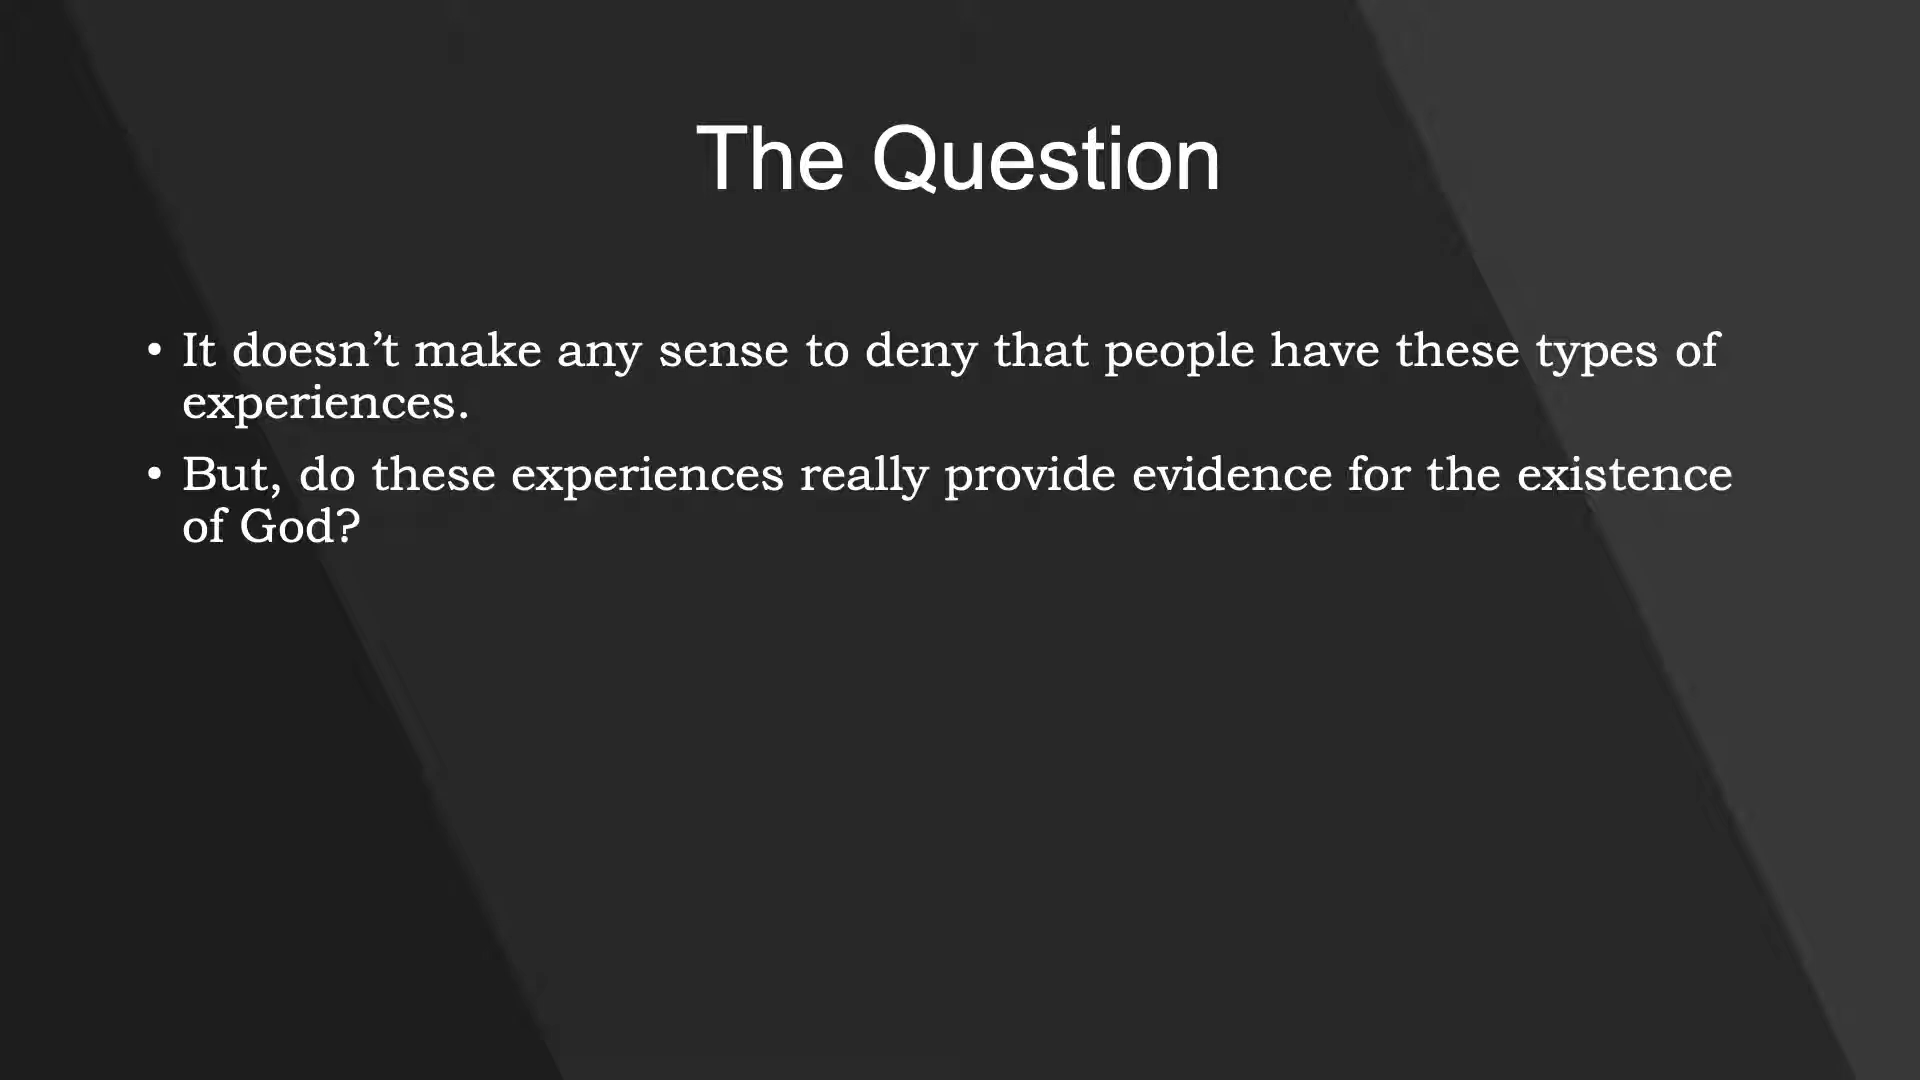 The Question
• It doesn’t make any sense to deny that people have these types of
experiences.
• But, do these experiences really provide evidence for the existence
of God?